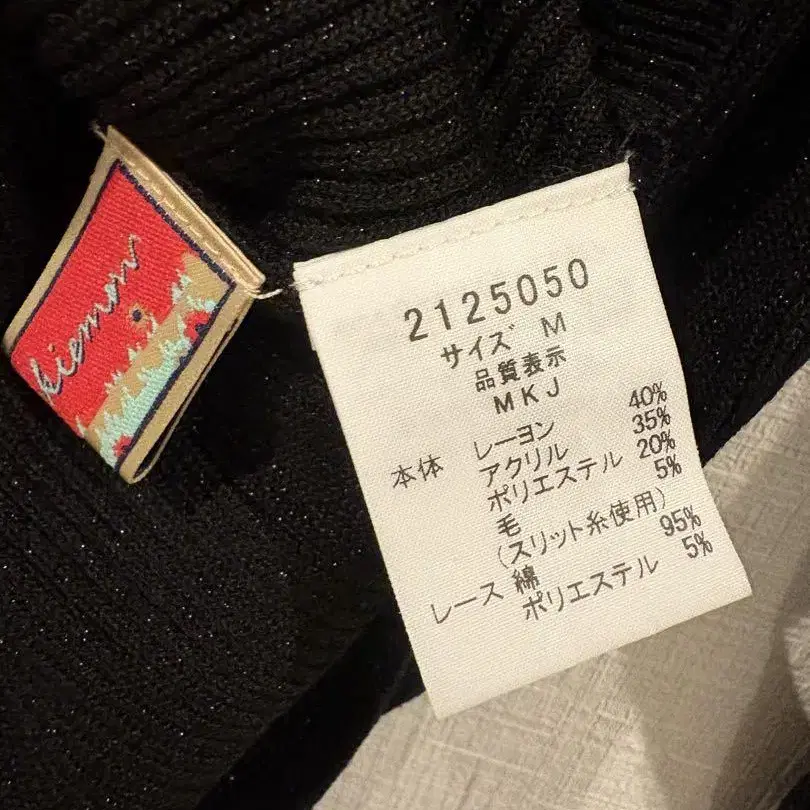 2125050
サイズ M
品質表示
MKJ
本体 レーヨン 40%
アクリル 35%
ポリエステル 20%
毛 5%
(スリット糸使用)
レース 綿 95%
ポリエステル 5%